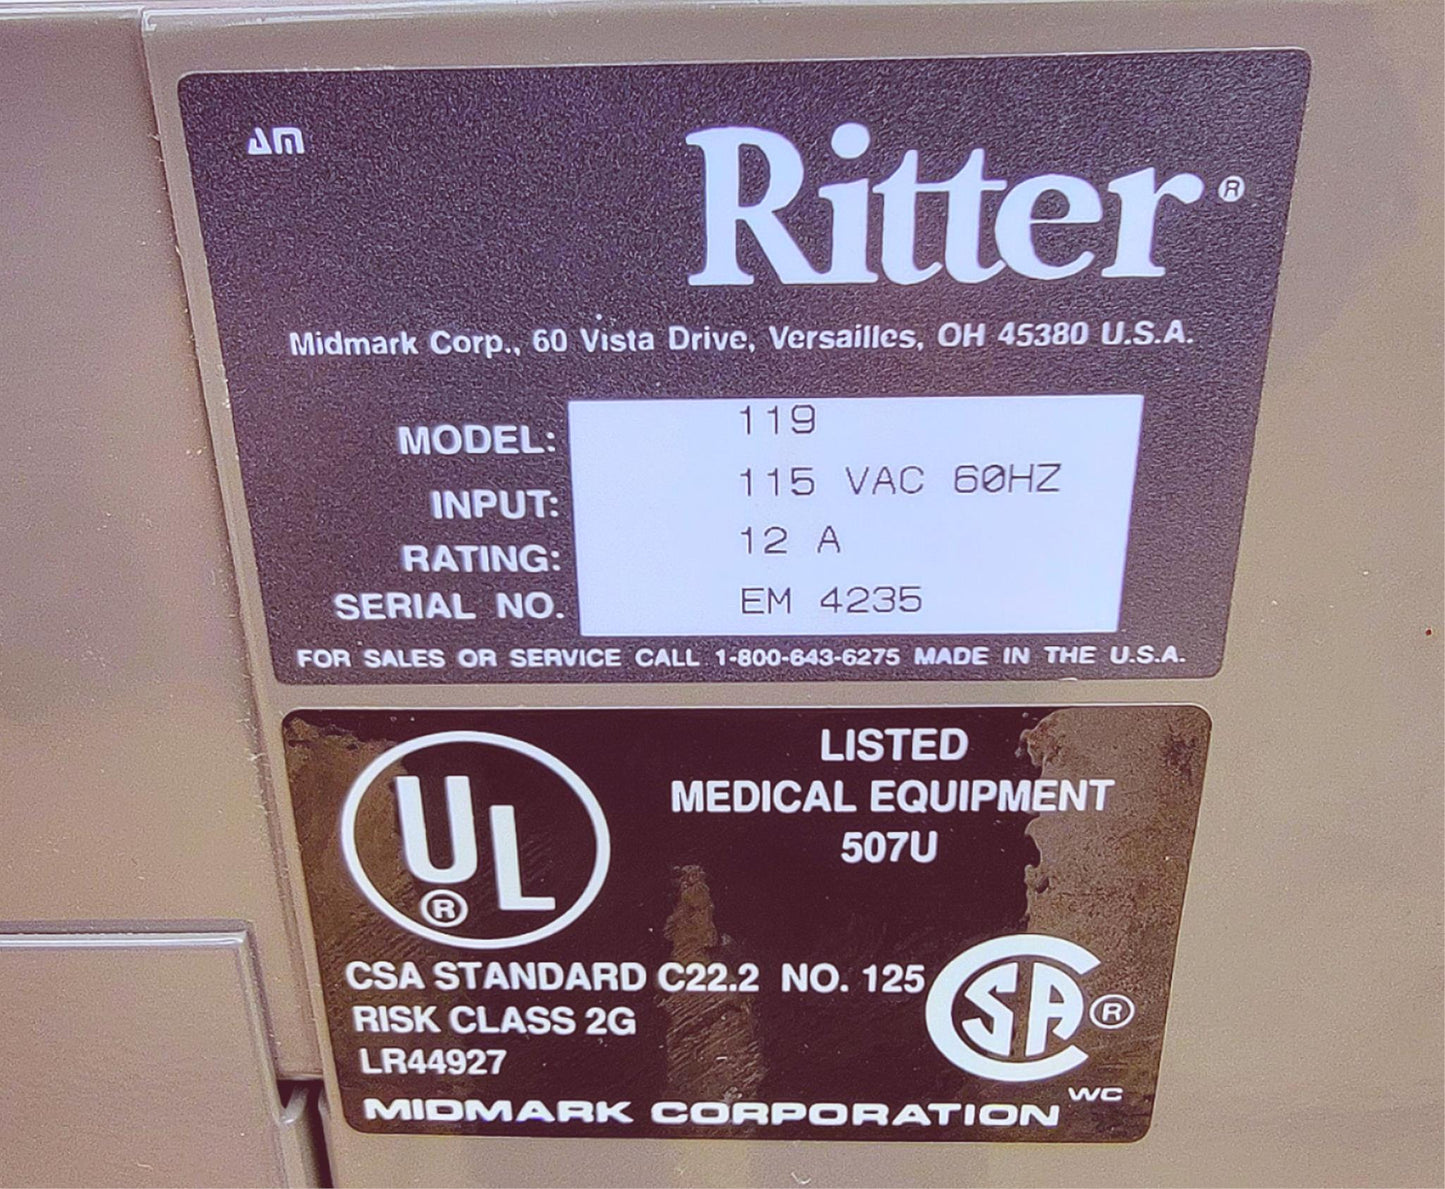 ΔM
Ritter®
Midmark Corp., 60 Vista Drive, Versailles, OH 45380 U.S.A.
MODEL: 119
INPUT: 115 VAC 60HZ
RATING: 12 A
SERIAL NO. EM 4235
FOR SALES OR SERVICE CALL 1-800-643-6275 MADE IN THE U.S.A.
UL®
LISTED
MEDICAL EQUIPMENT
507U
CSA STANDARD C22.2 NO. 125
RISK CLASS 2G
LR44927
CSA®
WC
MIDMARK CORPORATION